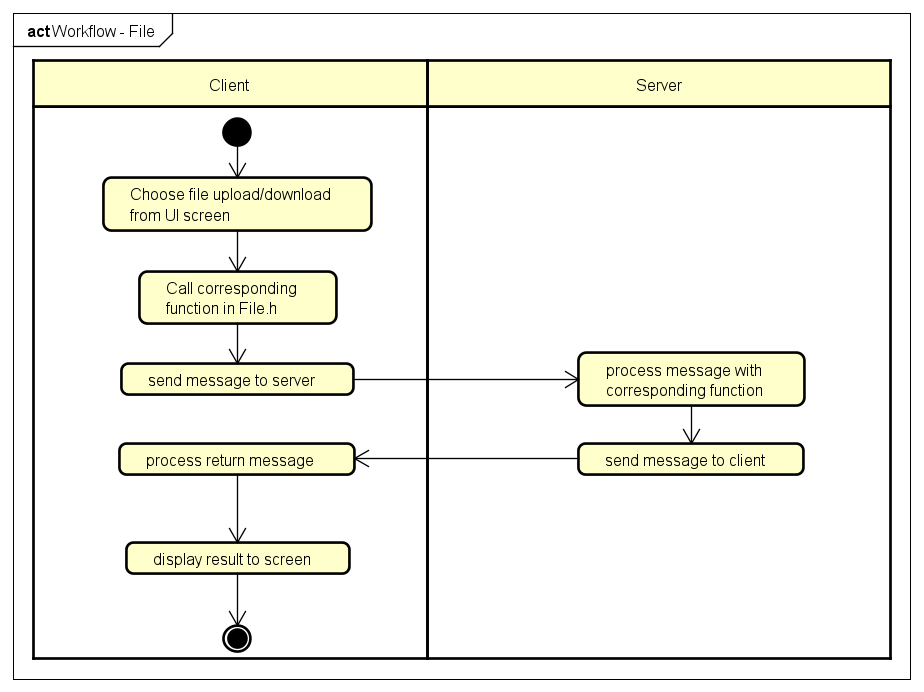 act Workflow - File
Client
Server
Choose file upload/download
from UI screen
Call corresponding
function in File.h
send message to server
process message with
corresponding function
process return message
send message to client
display result to screen